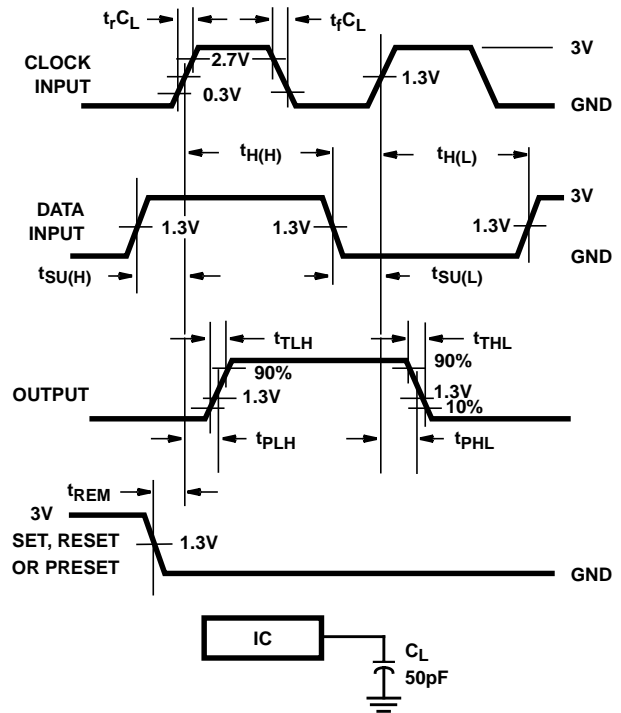 trCL
tfCL
CLOCK
INPUT
2.7V
0.3V
1.3V
3V
GND
tH(H)
tH(L)
DATA
INPUT
1.3V
1.3V
1.3V
3V
GND
tSU(H)
tSU(L)
tTLH
tTHL
OUTPUT
90%
1.3V
90%
1.3V
10%
tPLH
tPHL
tREM
3V
SET, RESET
OR PRESET
1.3V
GND
IC
CL
50pF